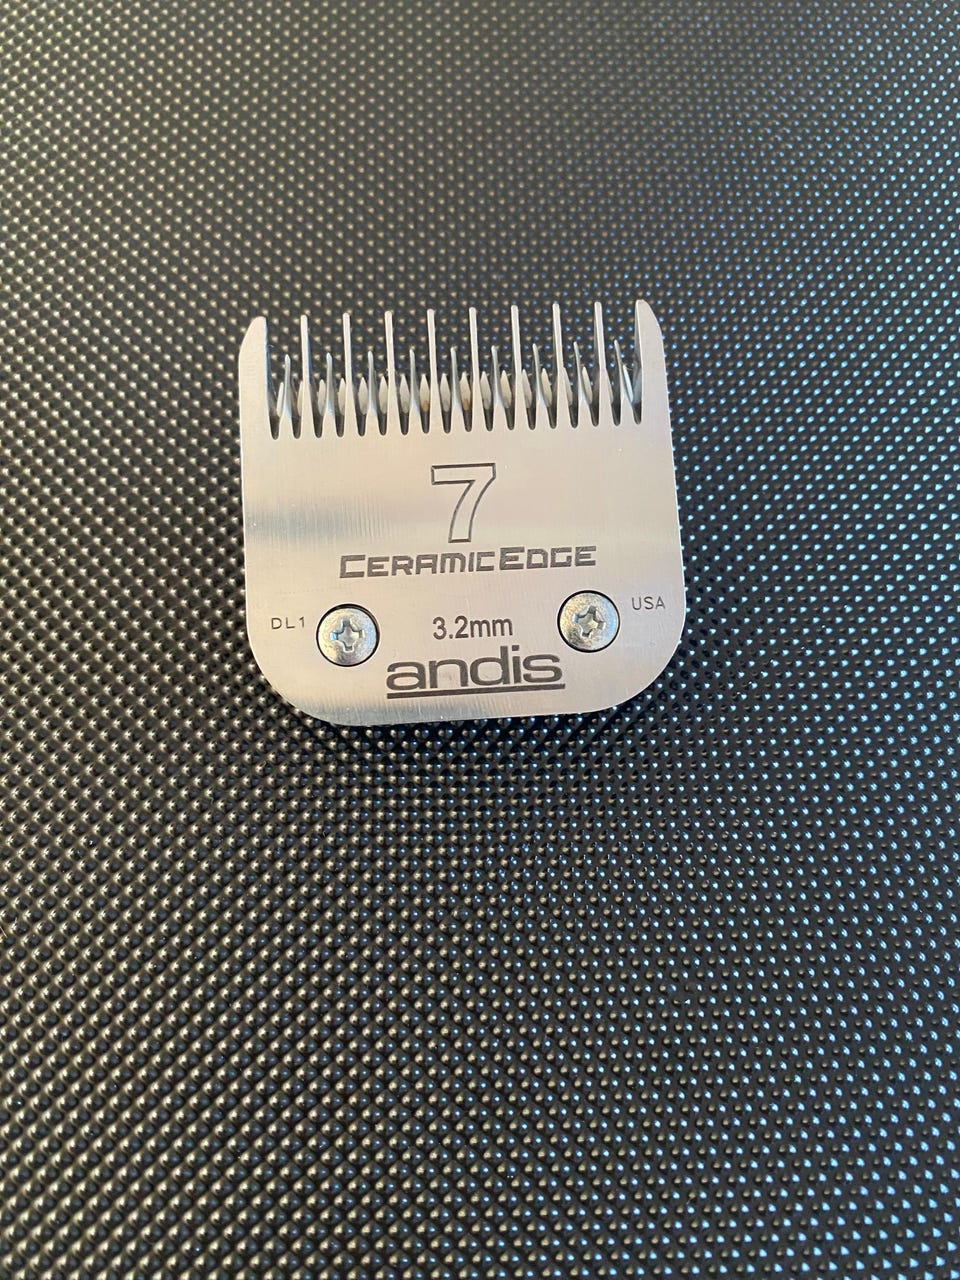 7
CERAMICEDGE
DL1
3.2mm
USA
andis